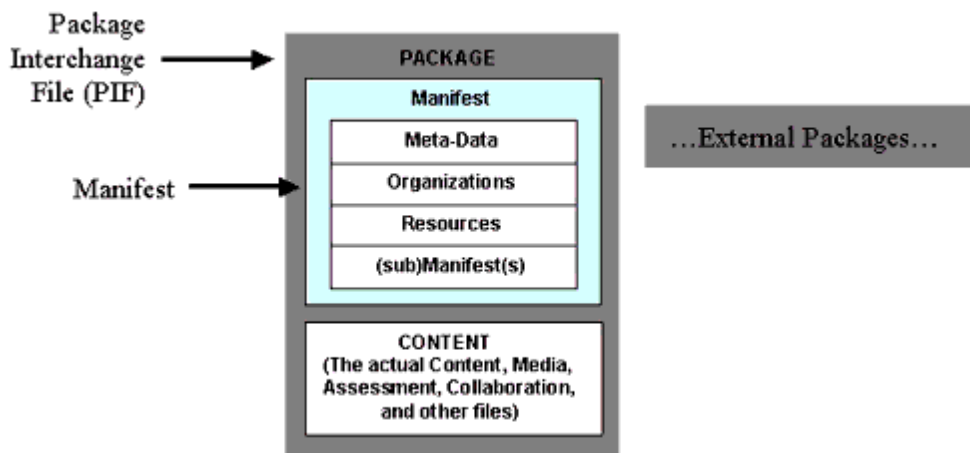 Package
Interchange
File (PIF)
PACKAGE
Manifest
Meta-Data
Organizations
Resources
(sub)Manifest(s)
Manifest
…External Packages…
CONTENT
(The actual Content, Media,
Assessment, Collaboration,
and other files)